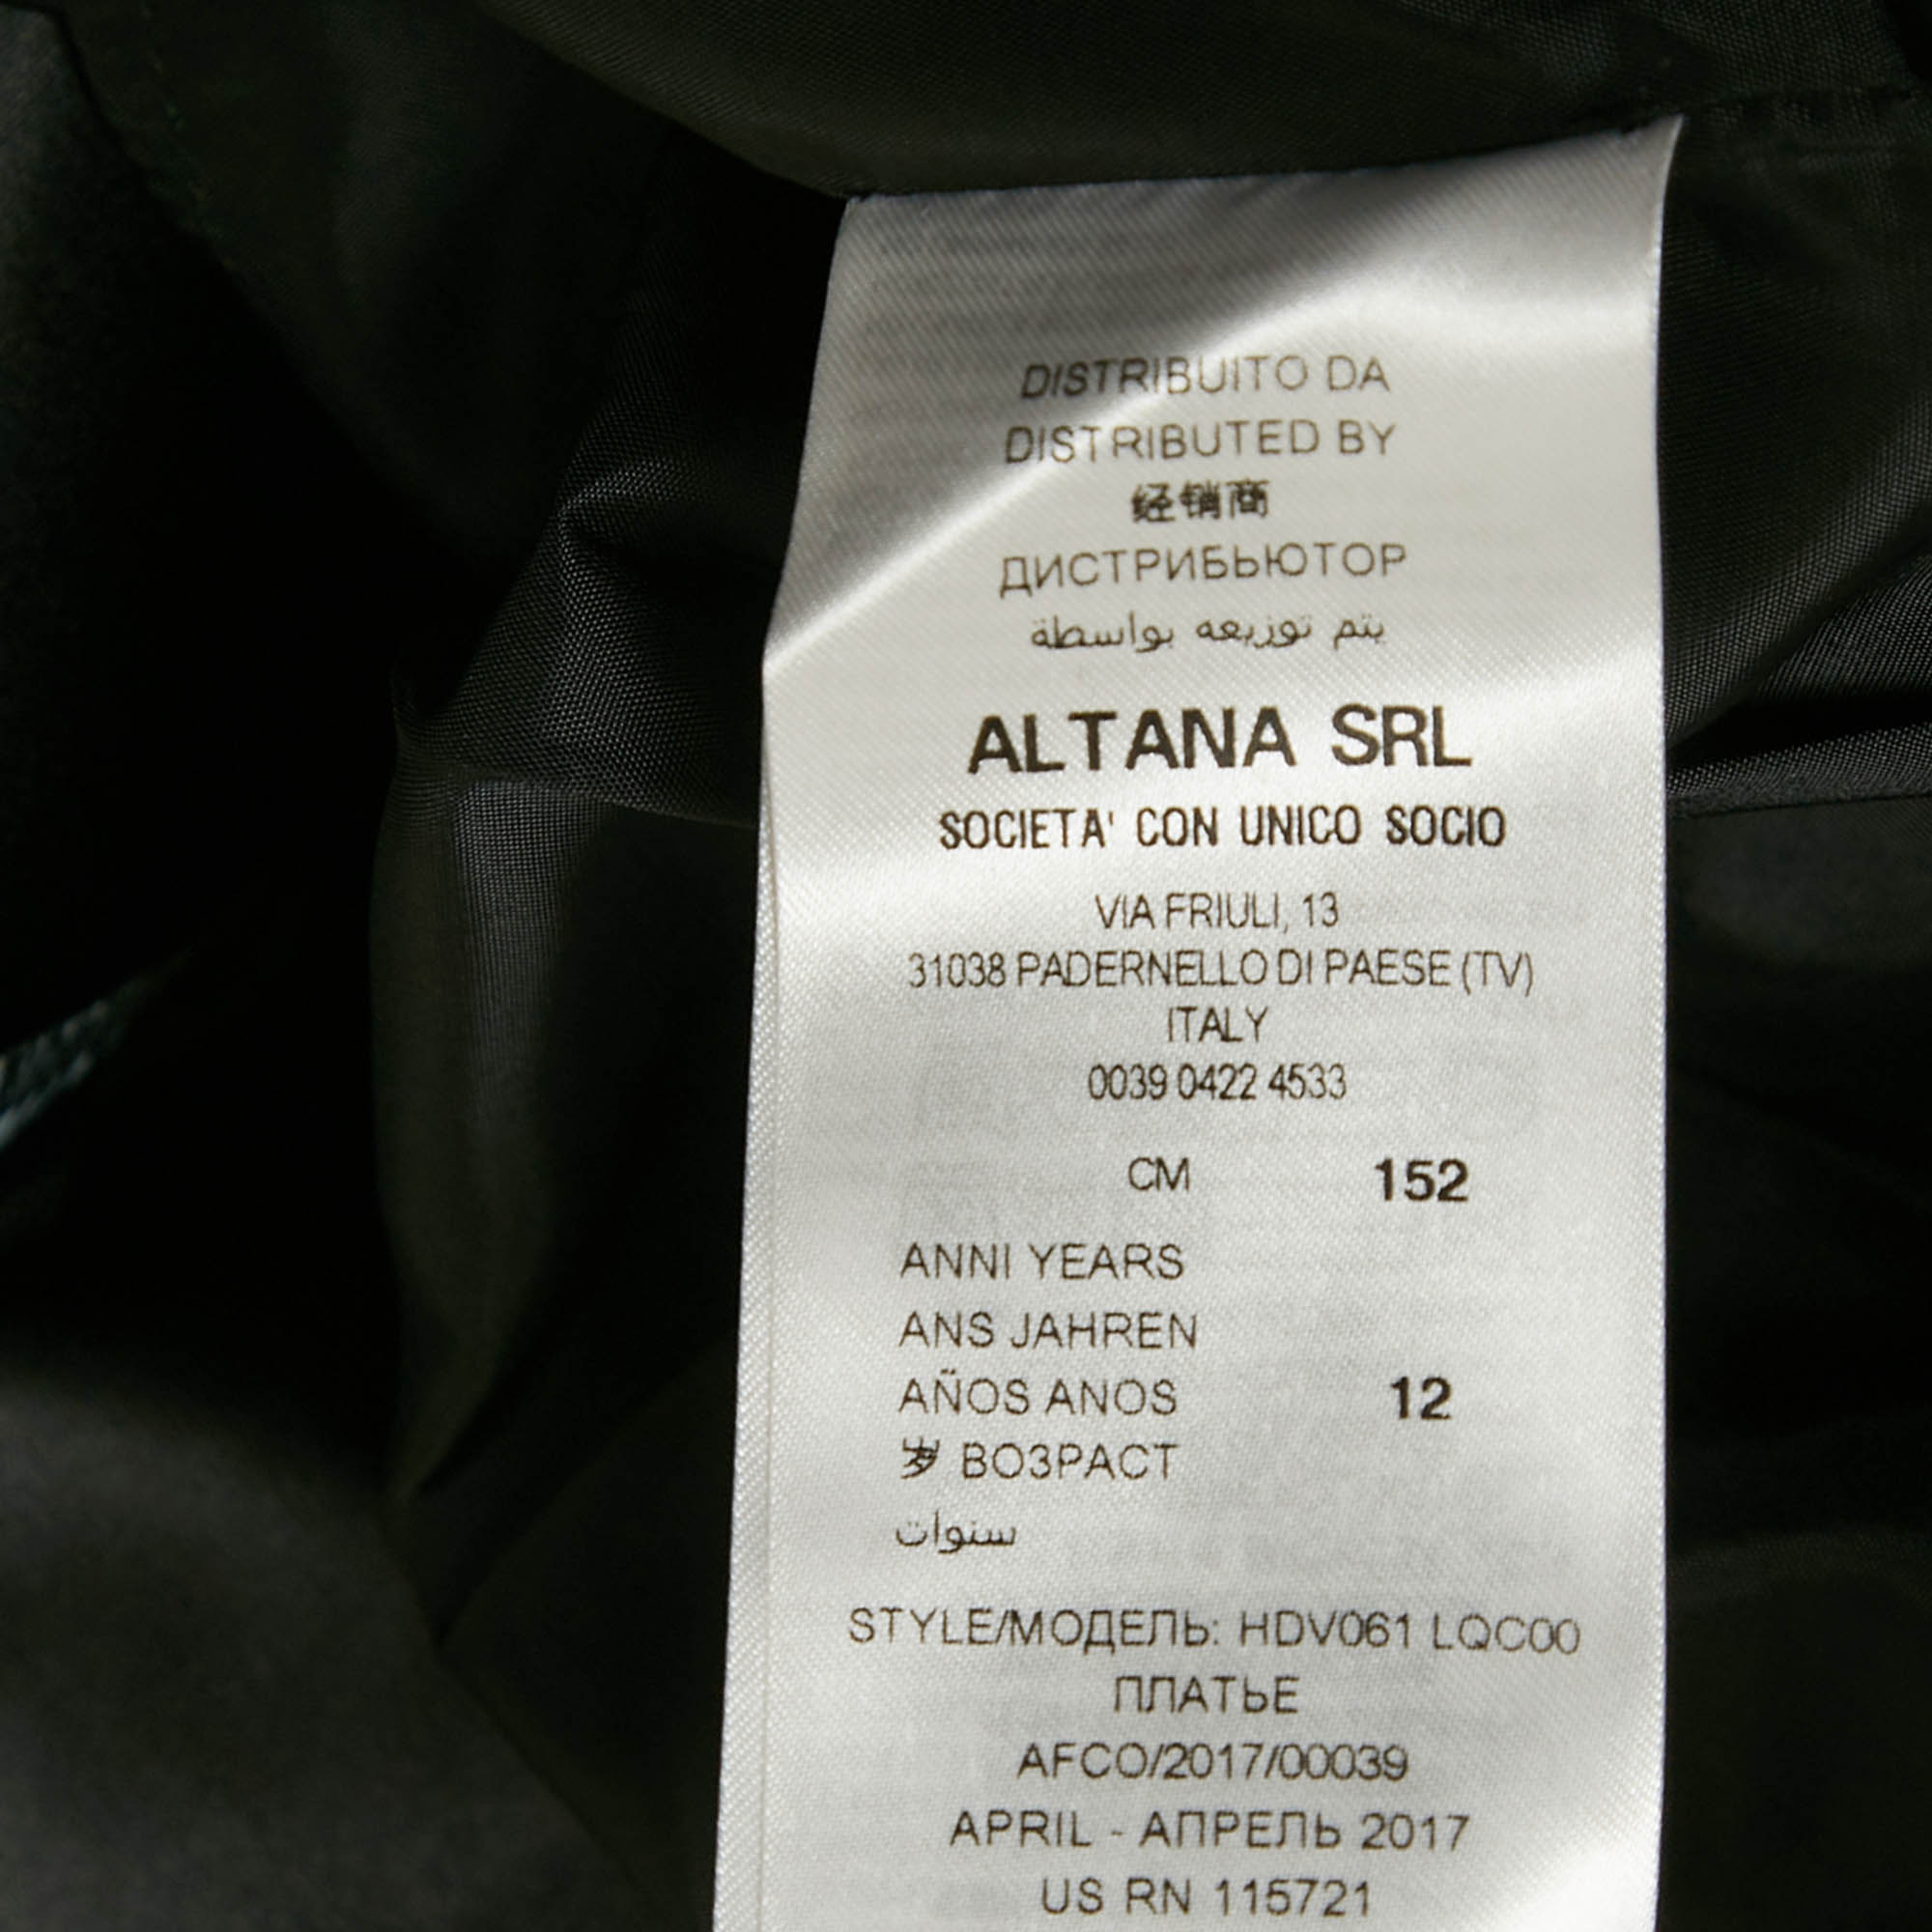 DISTRIBUITO DA
DISTRIBUTED BY
经销商
ДИСТРИБЬЮТОР
يتم توزيعه بواسطة
ALTANA SRL
SOCIETA' CON UNICO SOCIO
VIA FRIULI, 13
31038 PADERNELLO DI PAESE (TV)
ITALY
0039 0422 4533
CM 152
ANNI YEARS
ANS JAHREN
AÑOS ANOS 12
岁 ВОЗРАСТ
سنوات
STYLE/МОДЕЛЬ: HDV061 LQC00
ПЛАТЬЕ
AFCO/2017/00039
APRIL - АПРЕЛЬ 2017
US RN 115721